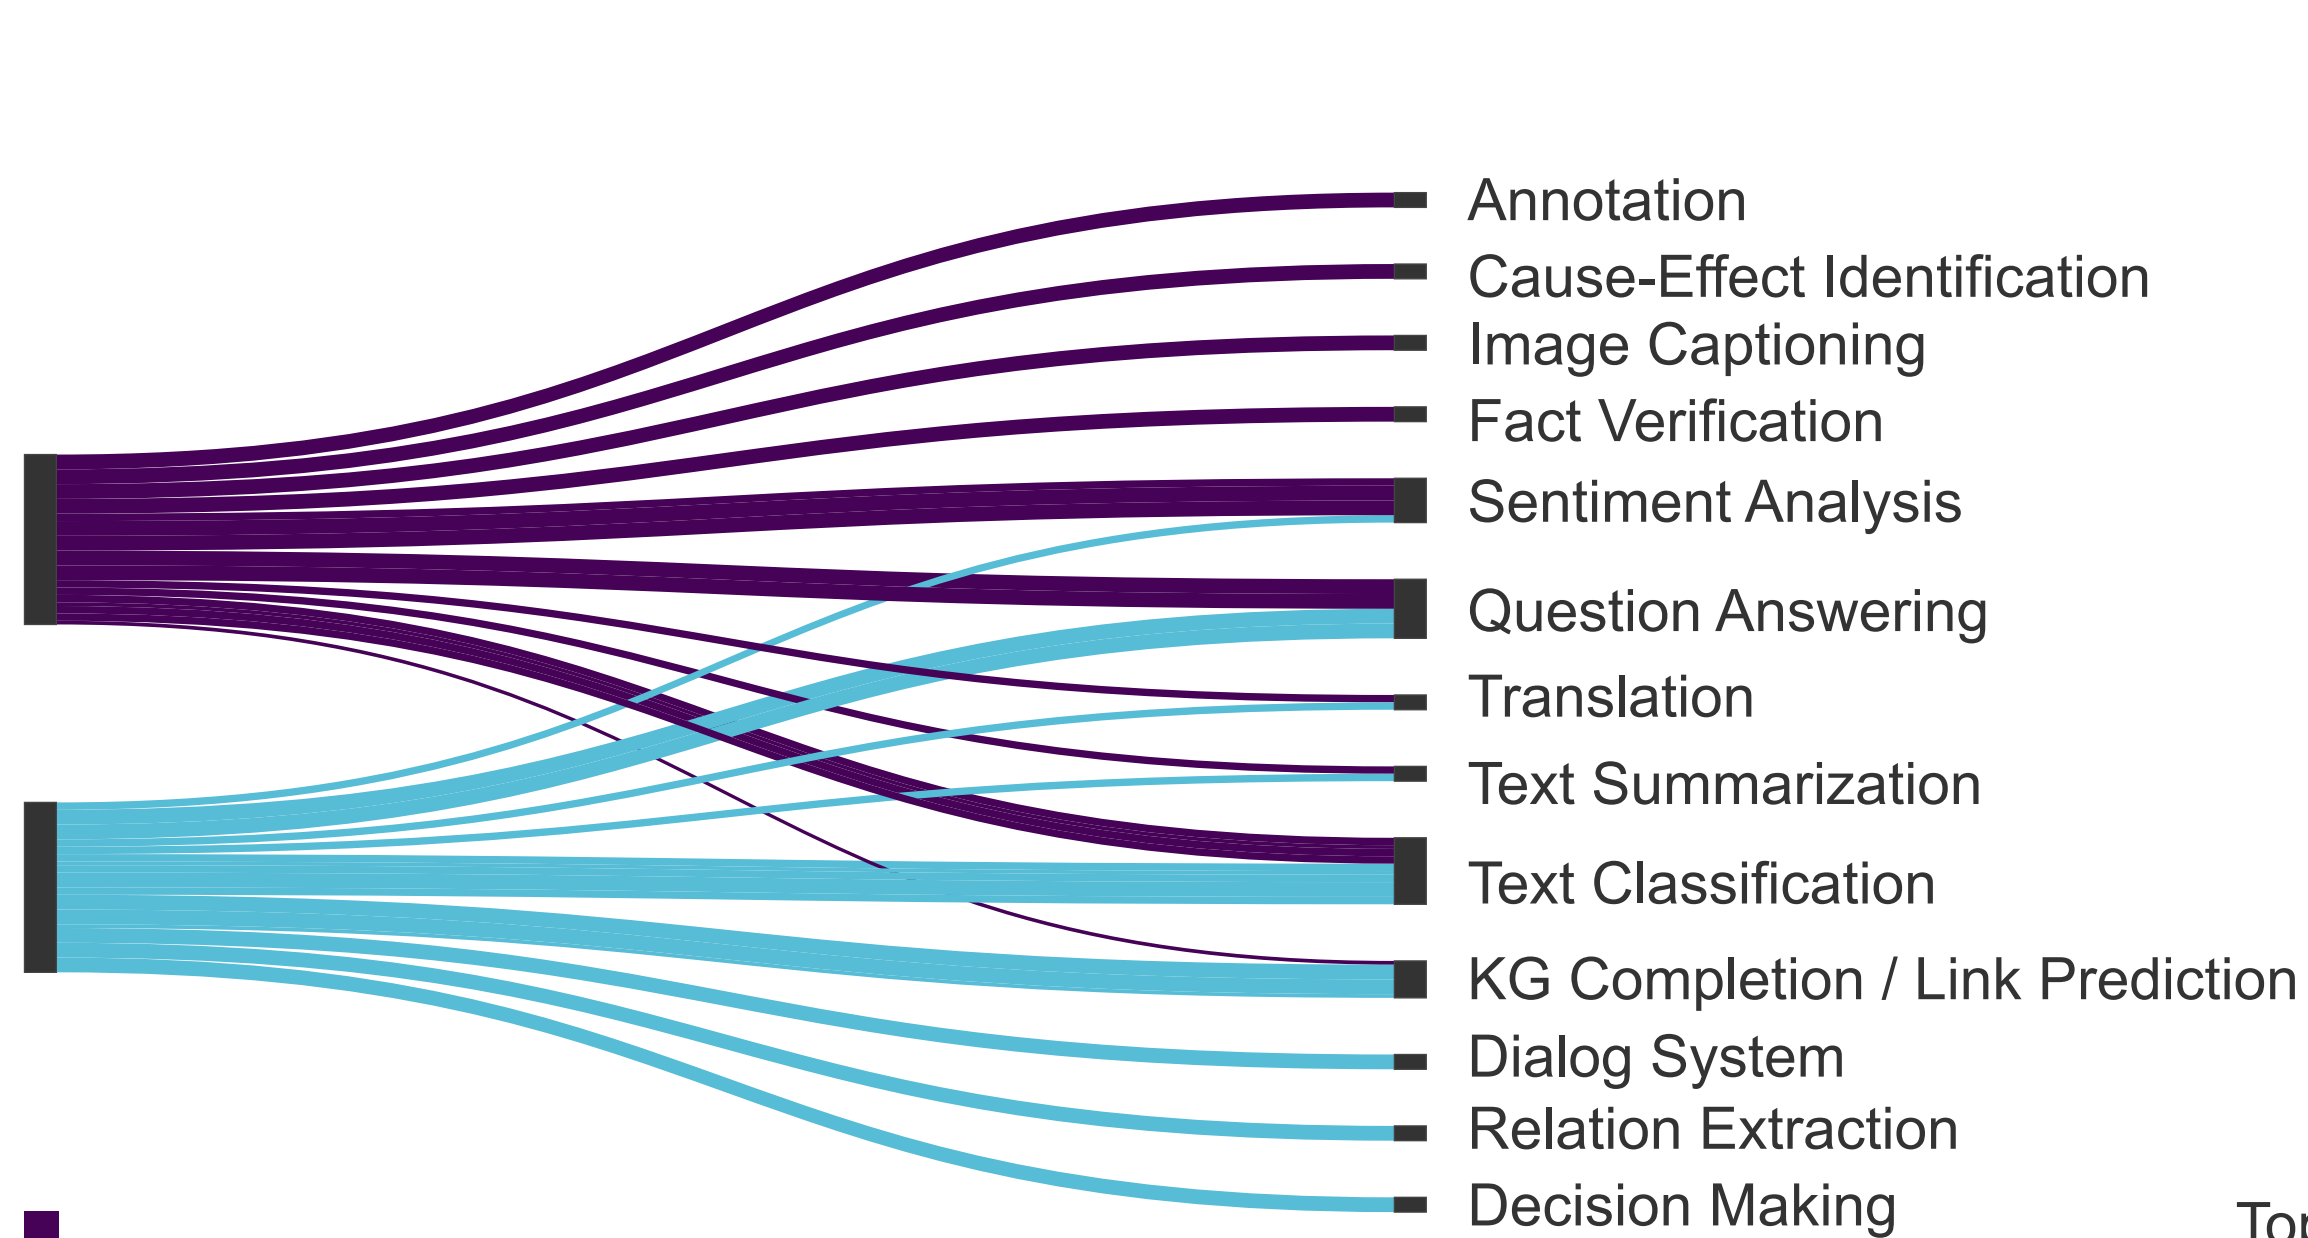 Annotation
Cause-Effect Identification
Image Captioning
Fact Verification
Sentiment Analysis
Question Answering
Translation
Text Summarization
Text Classification
KG Completion / Link Prediction
Dialog System
Relation Extraction
Decision Making